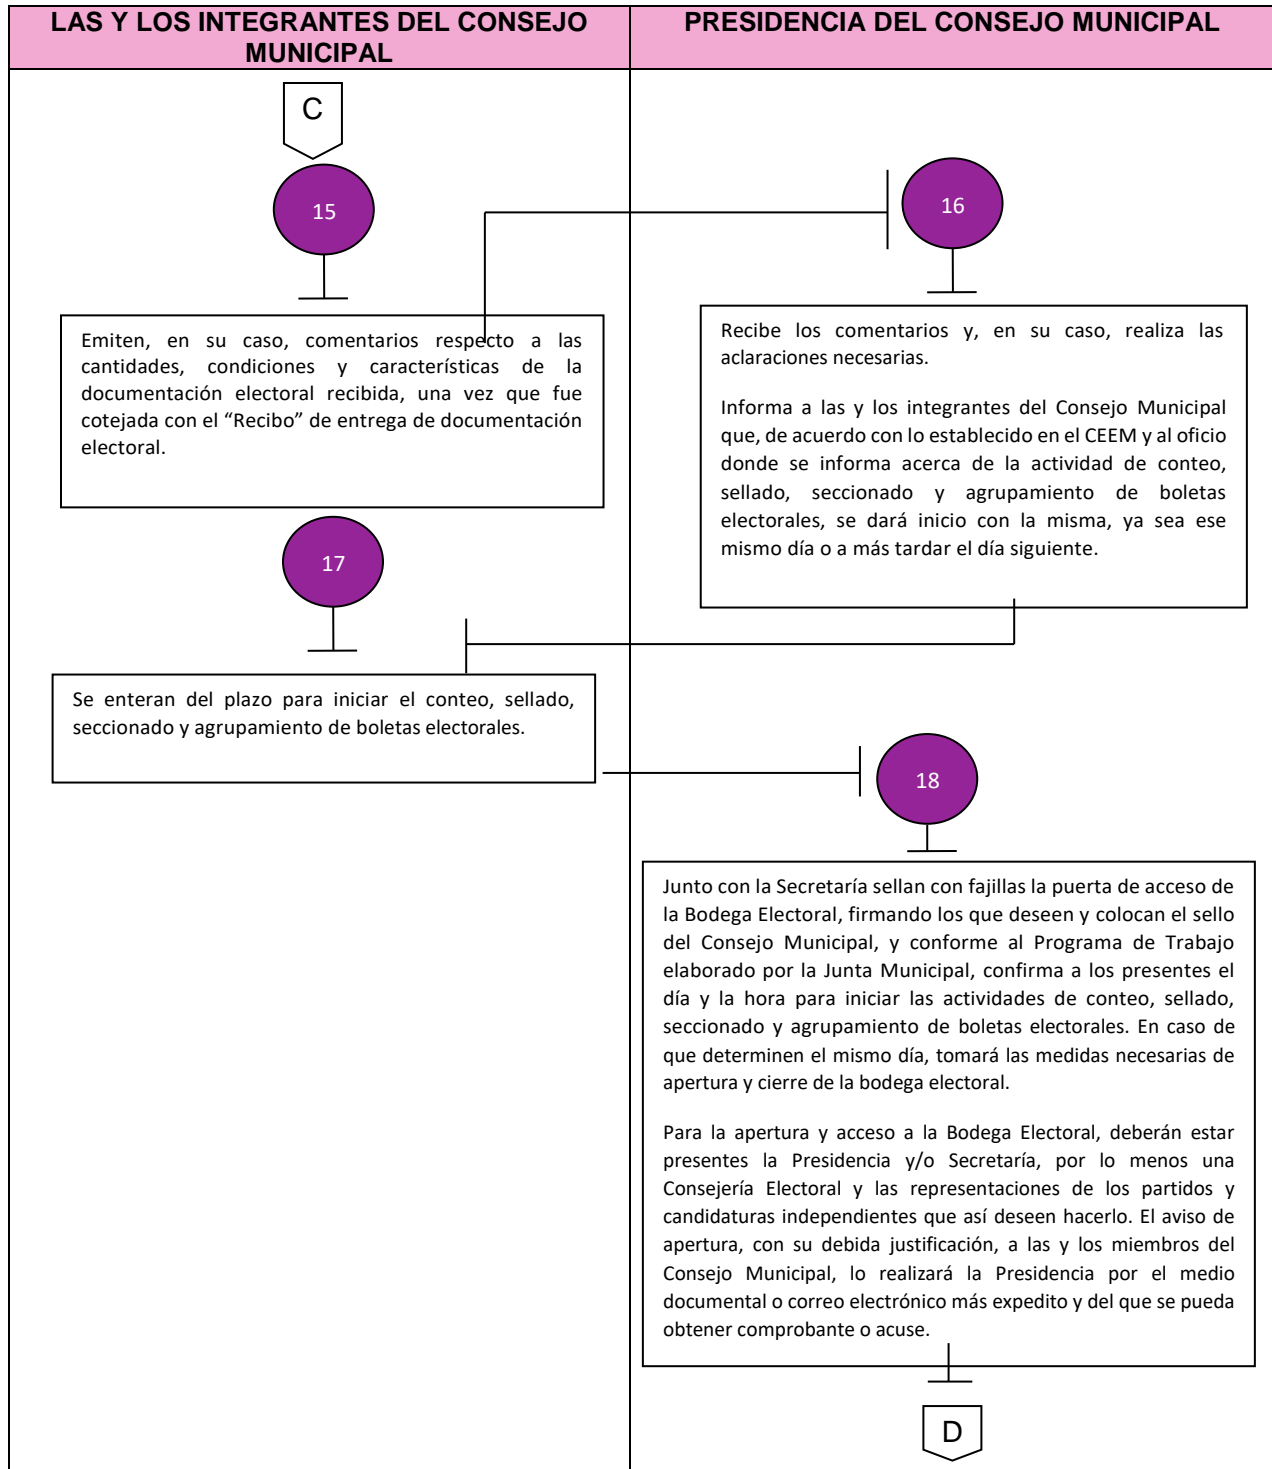 LAS Y LOS INTEGRANTES DEL CONSEJO
MUNICIPAL
PRESIDENCIA DEL CONSEJO MUNICIPAL
C
15
16
Emiten, en su caso, comentarios respecto a las
cantidades, condiciones y características de la
documentación electoral recibida, una vez que fue
cotejada con el “Recibo” de entrega de documentación
electoral.
Recibe los comentarios y, en su caso, realiza las
aclaraciones necesarias.
Informa a las y los integrantes del Consejo Municipal
que, de acuerdo con lo establecido en el CEEM y al oficio
donde se informa acerca de la actividad de conteo,
sellado, seccionado y agrupamiento de boletas
electorales, se dará inicio con la misma, ya sea ese
mismo día o a más tardar el día siguiente.
17
Se enteran del plazo para iniciar el conteo, sellado,
seccionado y agrupamiento de boletas electorales.
18
Junto con la Secretaría sellan con fajillas la puerta de acceso de
la Bodega Electoral, firmando los que deseen y colocan el sello
del Consejo Municipal, y conforme al Programa de Trabajo
elaborado por la Junta Municipal, confirma a los presentes el
día y la hora para iniciar las actividades de conteo, sellado,
seccionado y agrupamiento de boletas electorales. En caso de
que determinen el mismo día, tomará las medidas necesarias de
apertura y cierre de la bodega electoral.
Para la apertura y acceso a la Bodega Electoral, deberán estar
presentes la Presidencia y/o Secretaría, por lo menos una
Consejería Electoral y las representaciones de los partidos y
candidaturas independientes que así deseen hacerlo. El aviso de
apertura, con su debida justificación, a las y los miembros del
Consejo Municipal, lo realizará la Presidencia por el medio
documental o correo electrónico más expedito y del que se pueda
obtener comprobante o acuse.
D